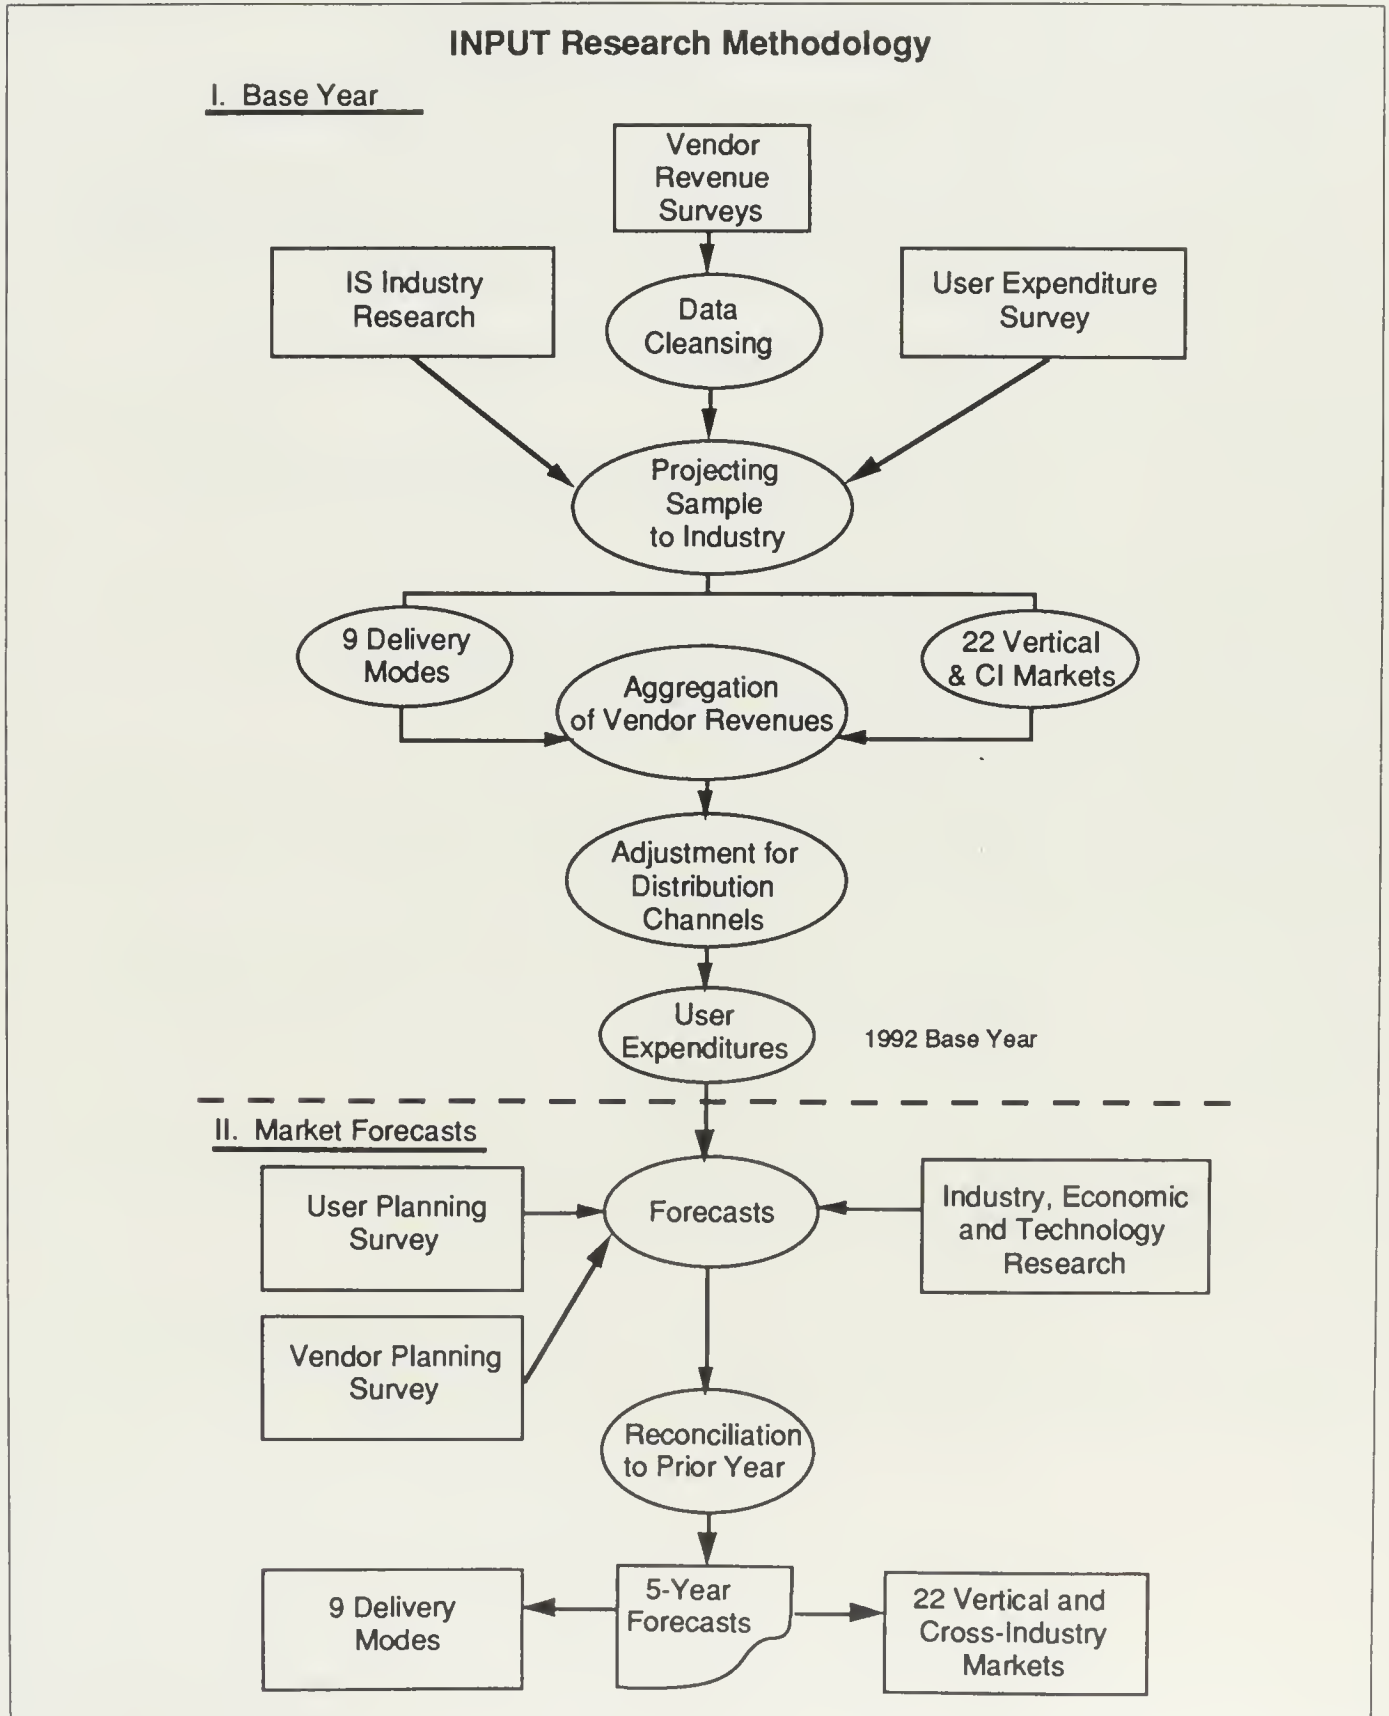 INPUT Research Methodology
I. Base Year
Vendor
Revenue
Surveys
IS Industry
Research
Data
Cleansing
User Expenditure
Survey
Projecting
Sample
to Industry
9 Delivery
Modes
Aggregation
of Vendor Revenues
22 Vertical
& CI Markets
Adjustment for
Distribution
Channels
User
Expenditures
1992 Base Year
II. Market Forecasts
User Planning
Survey
Forecasts
Industry, Economic
and Technology
Research
Vendor Planning
Survey
Reconciliation
to Prior Year
9 Delivery
Modes
5-Year
Forecasts
22 Vertical and
Cross-Industry
Markets